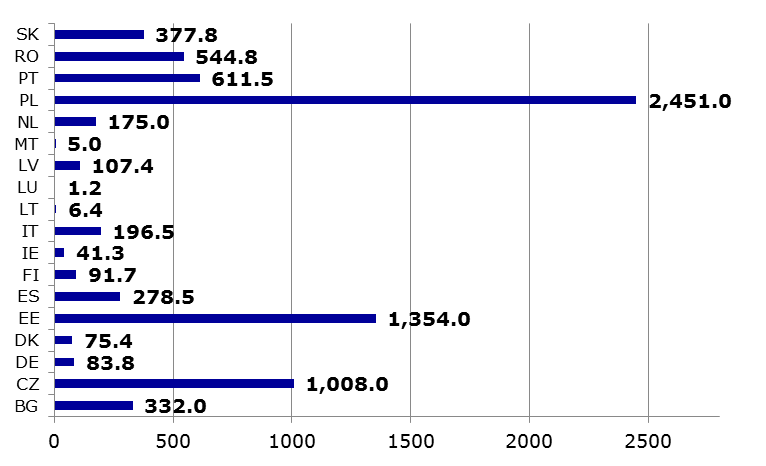 SK 377.8
RO 544.8
PT 611.5
PL 2,451.0
NL 175.0
MT 5.0
LV 107.4
LU 1.2
LT 6.4
IT 196.5
IE 41.3
FI 91.7
ES 278.5
EE 1,354.0
DK 75.4
DE 83.8
CZ 1,008.0
BG 332.0
0 500 1000 1500 2000 2500